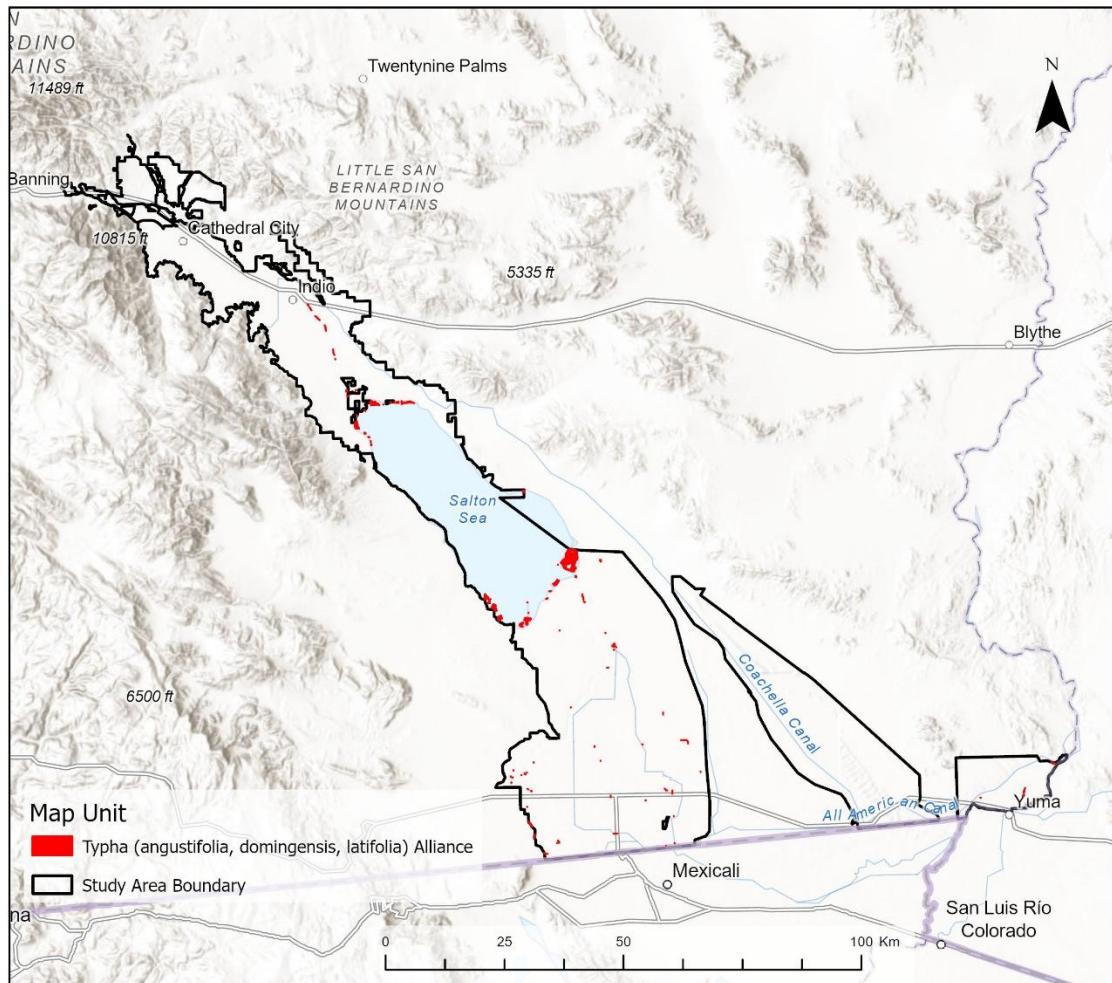 N
RDINO
AINS
11489 ft
Twentynine Palms
N
LITTLE SAN
BERNARDINO
MOUNTAINS
Banning
10815 ft
Cathedral City
5335 ft
Indio
Blythe
Salton
Sea
6500 ft
Coachella Canal
All American Canal
Yuma
Map Unit
Typha (angustifolia, domingensis, latifolia) Alliance
Study Area Boundary
Mexicali
na
San Luis Río
Colorado
0 25 50 100 Km